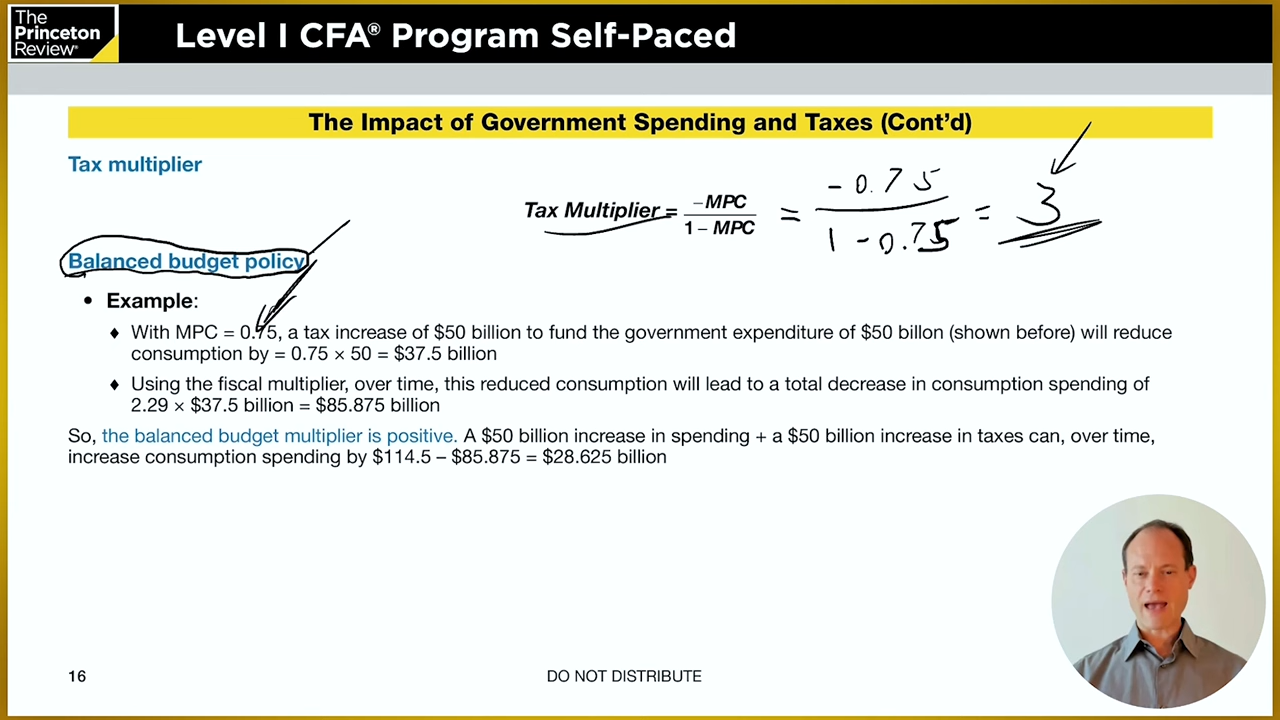 The
Princeton
Review®
Level I CFA® Program Self-Paced
The Impact of Government Spending and Taxes (Cont'd)
Tax multiplier
Tax Multiplier = −MPC / 1 − MPC = −0.75 / 1 − 0.75 = 3
Balanced budget policy
• Example:
♦ With MPC = 0.75, a tax increase of $50 billion to fund the government expenditure of $50 billon (shown before) will reduce
consumption by = 0.75 × 50 = $37.5 billion
♦ Using the fiscal multiplier, over time, this reduced consumption will lead to a total decrease in consumption spending of
2.29 × $37.5 billion = $85.875 billion
So, the balanced budget multiplier is positive. A $50 billion increase in spending + a $50 billion increase in taxes can, over time,
increase consumption spending by $114.5 – $85.875 = $28.625 billion
16
DO NOT DISTRIBUTE